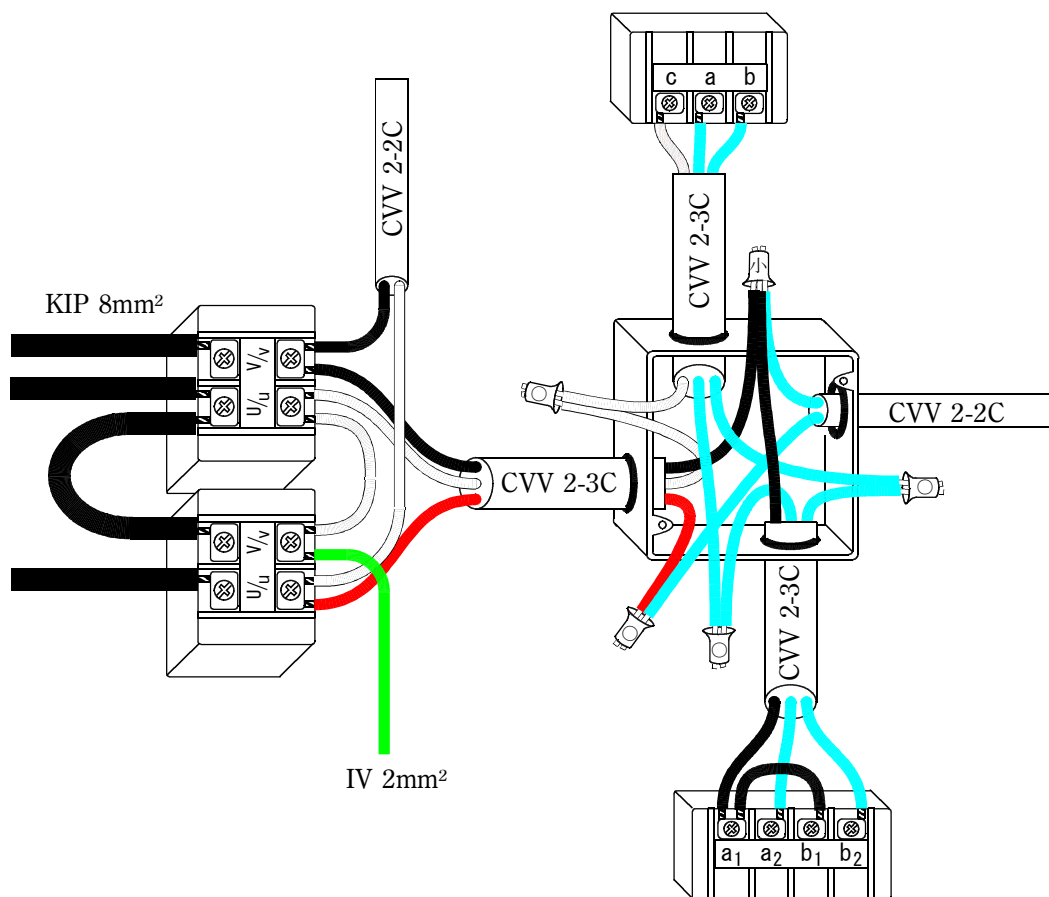 c a b
CVV 2-2C
CVV 2-3C
小
KIP 8mm²
V/v
U/u
CVV 2-2C
CVV 2-3C
V/v
U/u
CVV 2-3C
IV 2mm²
a₁ a₂ b₁ b₂